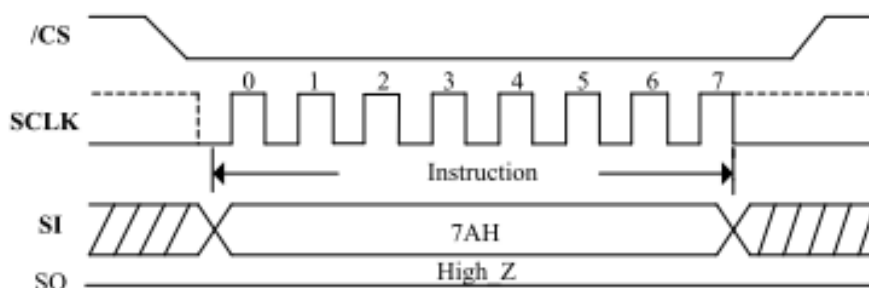 /CS
0 1 2 3 4 5 6 7
SCLK
Instruction
SI
7AH
High_Z
SO